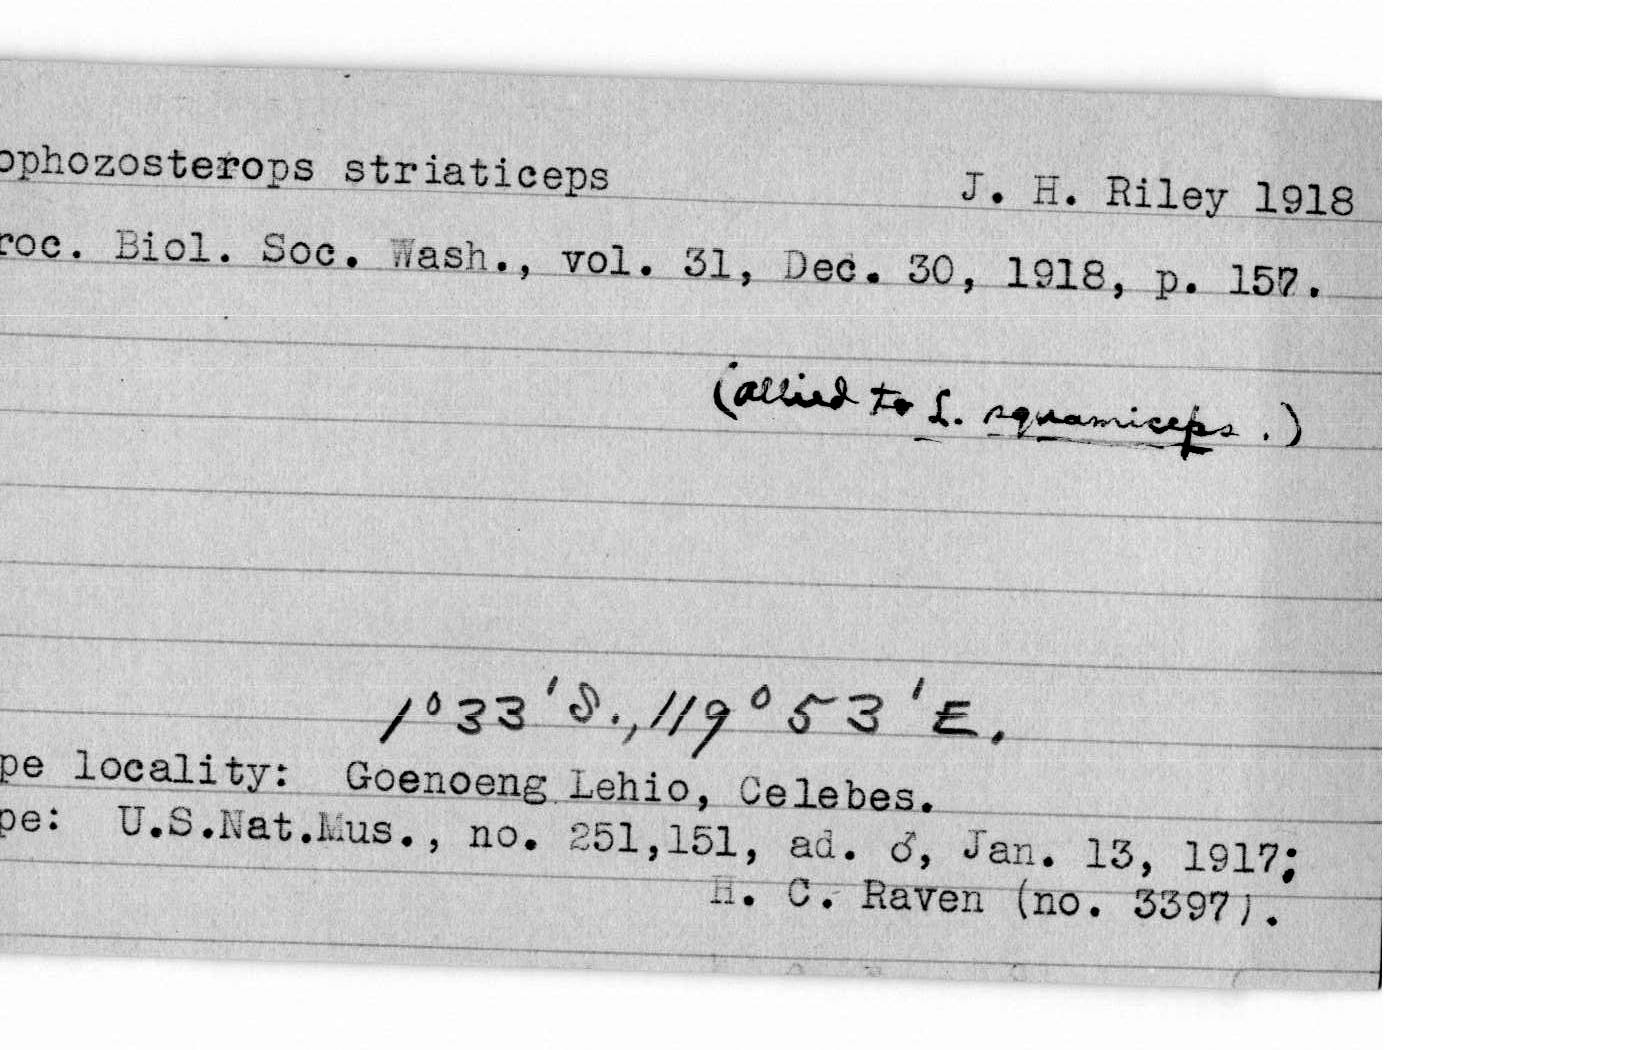 ophozosterops striaticeps J. H. Riley 1918
roc. Biol. Soc. Wash., vol. 31, Dec. 30, 1918, p. 157.
(allied to L. squamiceps.)
1°33'S., 119°53'E.
pe locality: Goenoeng Lehio, Celebes.
pe: U.S.Nat.Mus., no. 251,151, ad. ♂, Jan. 13, 1917;
H. C. Raven (no. 3397).